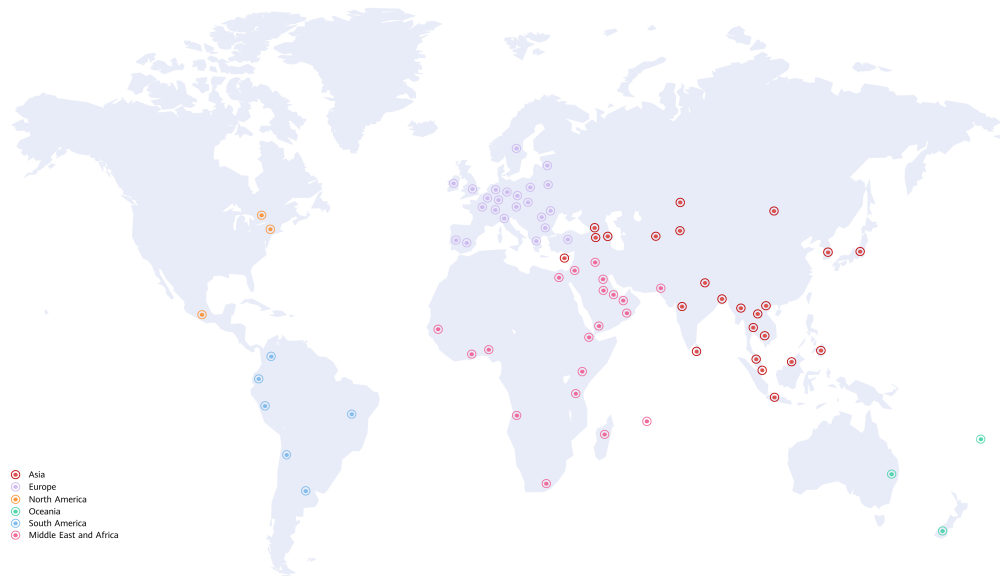 Asia
Europe
North America
Oceania
South America
Middle East and Africa